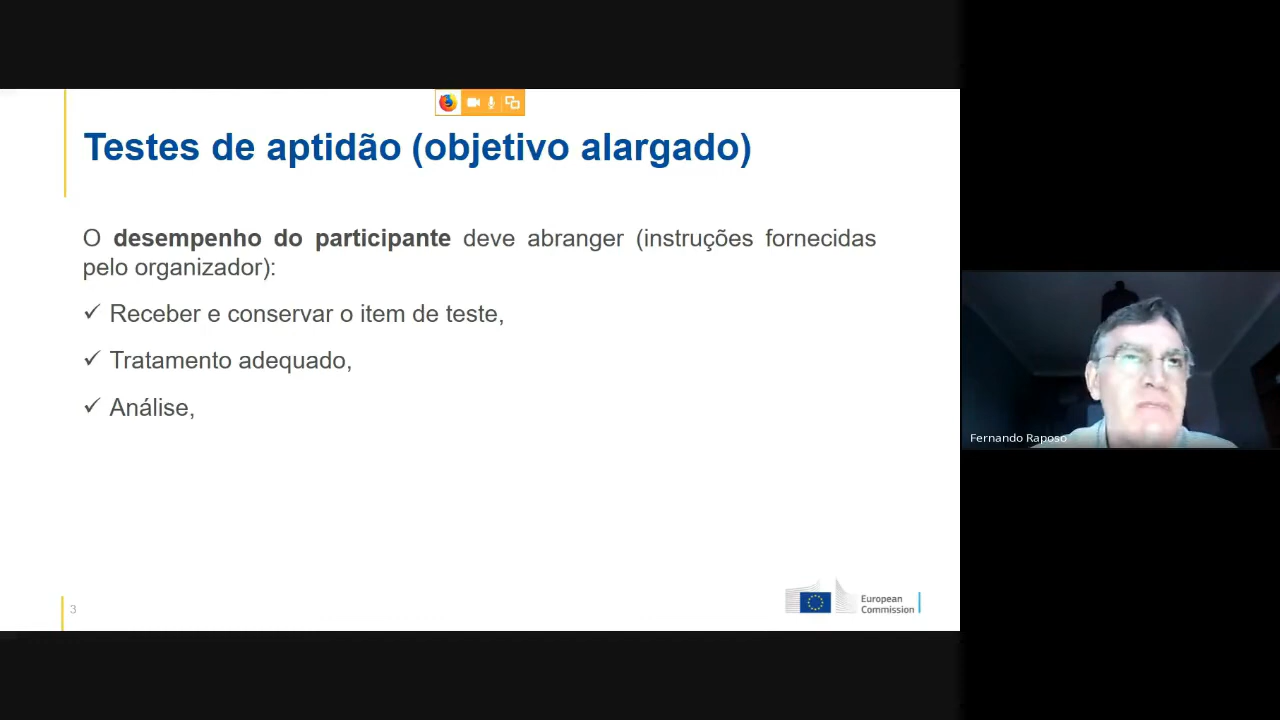 Testes de aptidão (objetivo alargado)
O desempenho do participante deve abranger (instruções fornecidas
pelo organizador):
✓ Receber e conservar o item de teste,
✓ Tratamento adequado,
✓ Análise,
Fernando Raposo
3
European
Commission